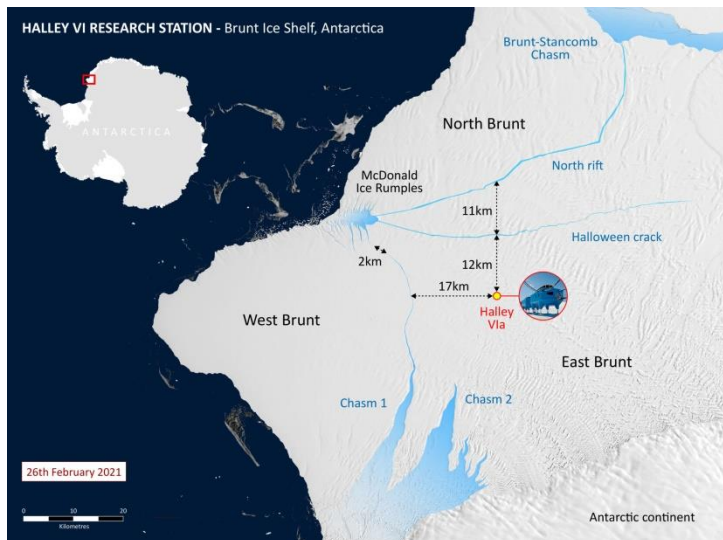 HALLEY VI RESEARCH STATION - Brunt Ice Shelf, Antarctica
Brunt-Stancomb
Chasm
ANTARCTICA
North Brunt
McDonald
Ice Rumples
North rift
11km
Halloween crack
2km
12km
17km
Halley
VIa
West Brunt
East Brunt
Chasm 1
Chasm 2
26th February 2021
0
10
20
Kilometres
Antarctic continent